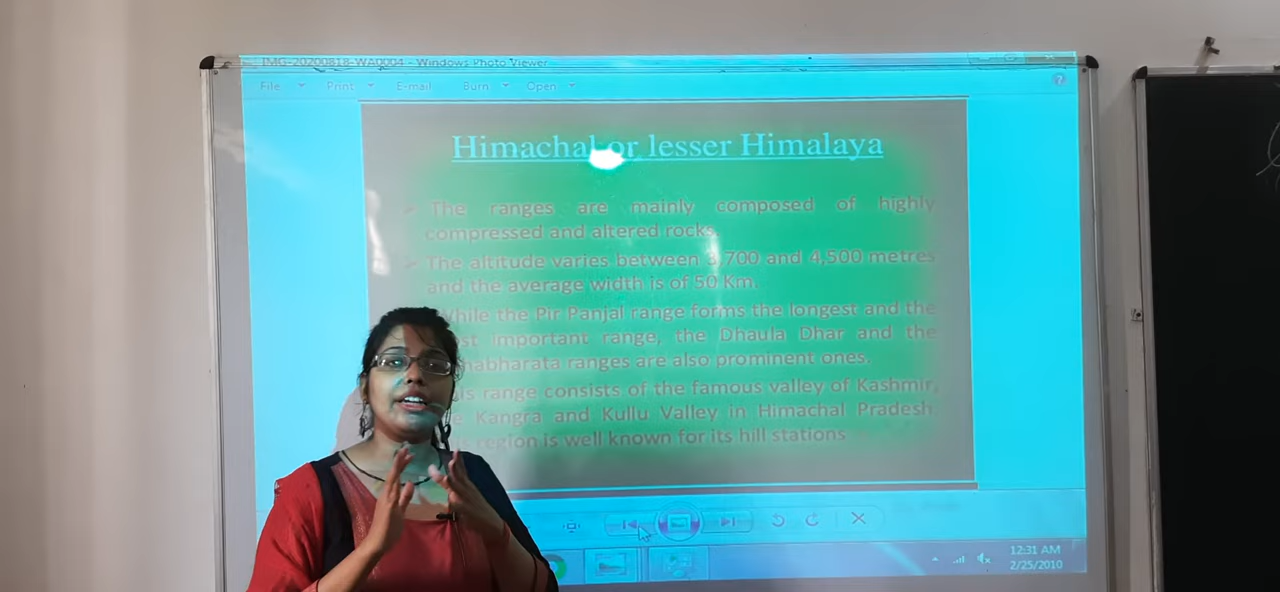 IMG-20200818-WA0004 - Windows Photo Viewer
File Print E-mail Burn Open
Himachal or lesser Himalaya
The ranges are mainly composed of highly
compressed and altered rocks.
The altitude varies between 3,700 and 4,500 metres
and the average width is of 50 Km.
While the Pir Panjal range forms the longest and the
important range, the Dhaula Dhar and the
ranges are also prominent ones.
range consists of the famous valley of Kashmir,
Kangra and Kullu Valley in Himachal Pradesh.
region is well known for its hill stations
12:31 AM
2/25/2010